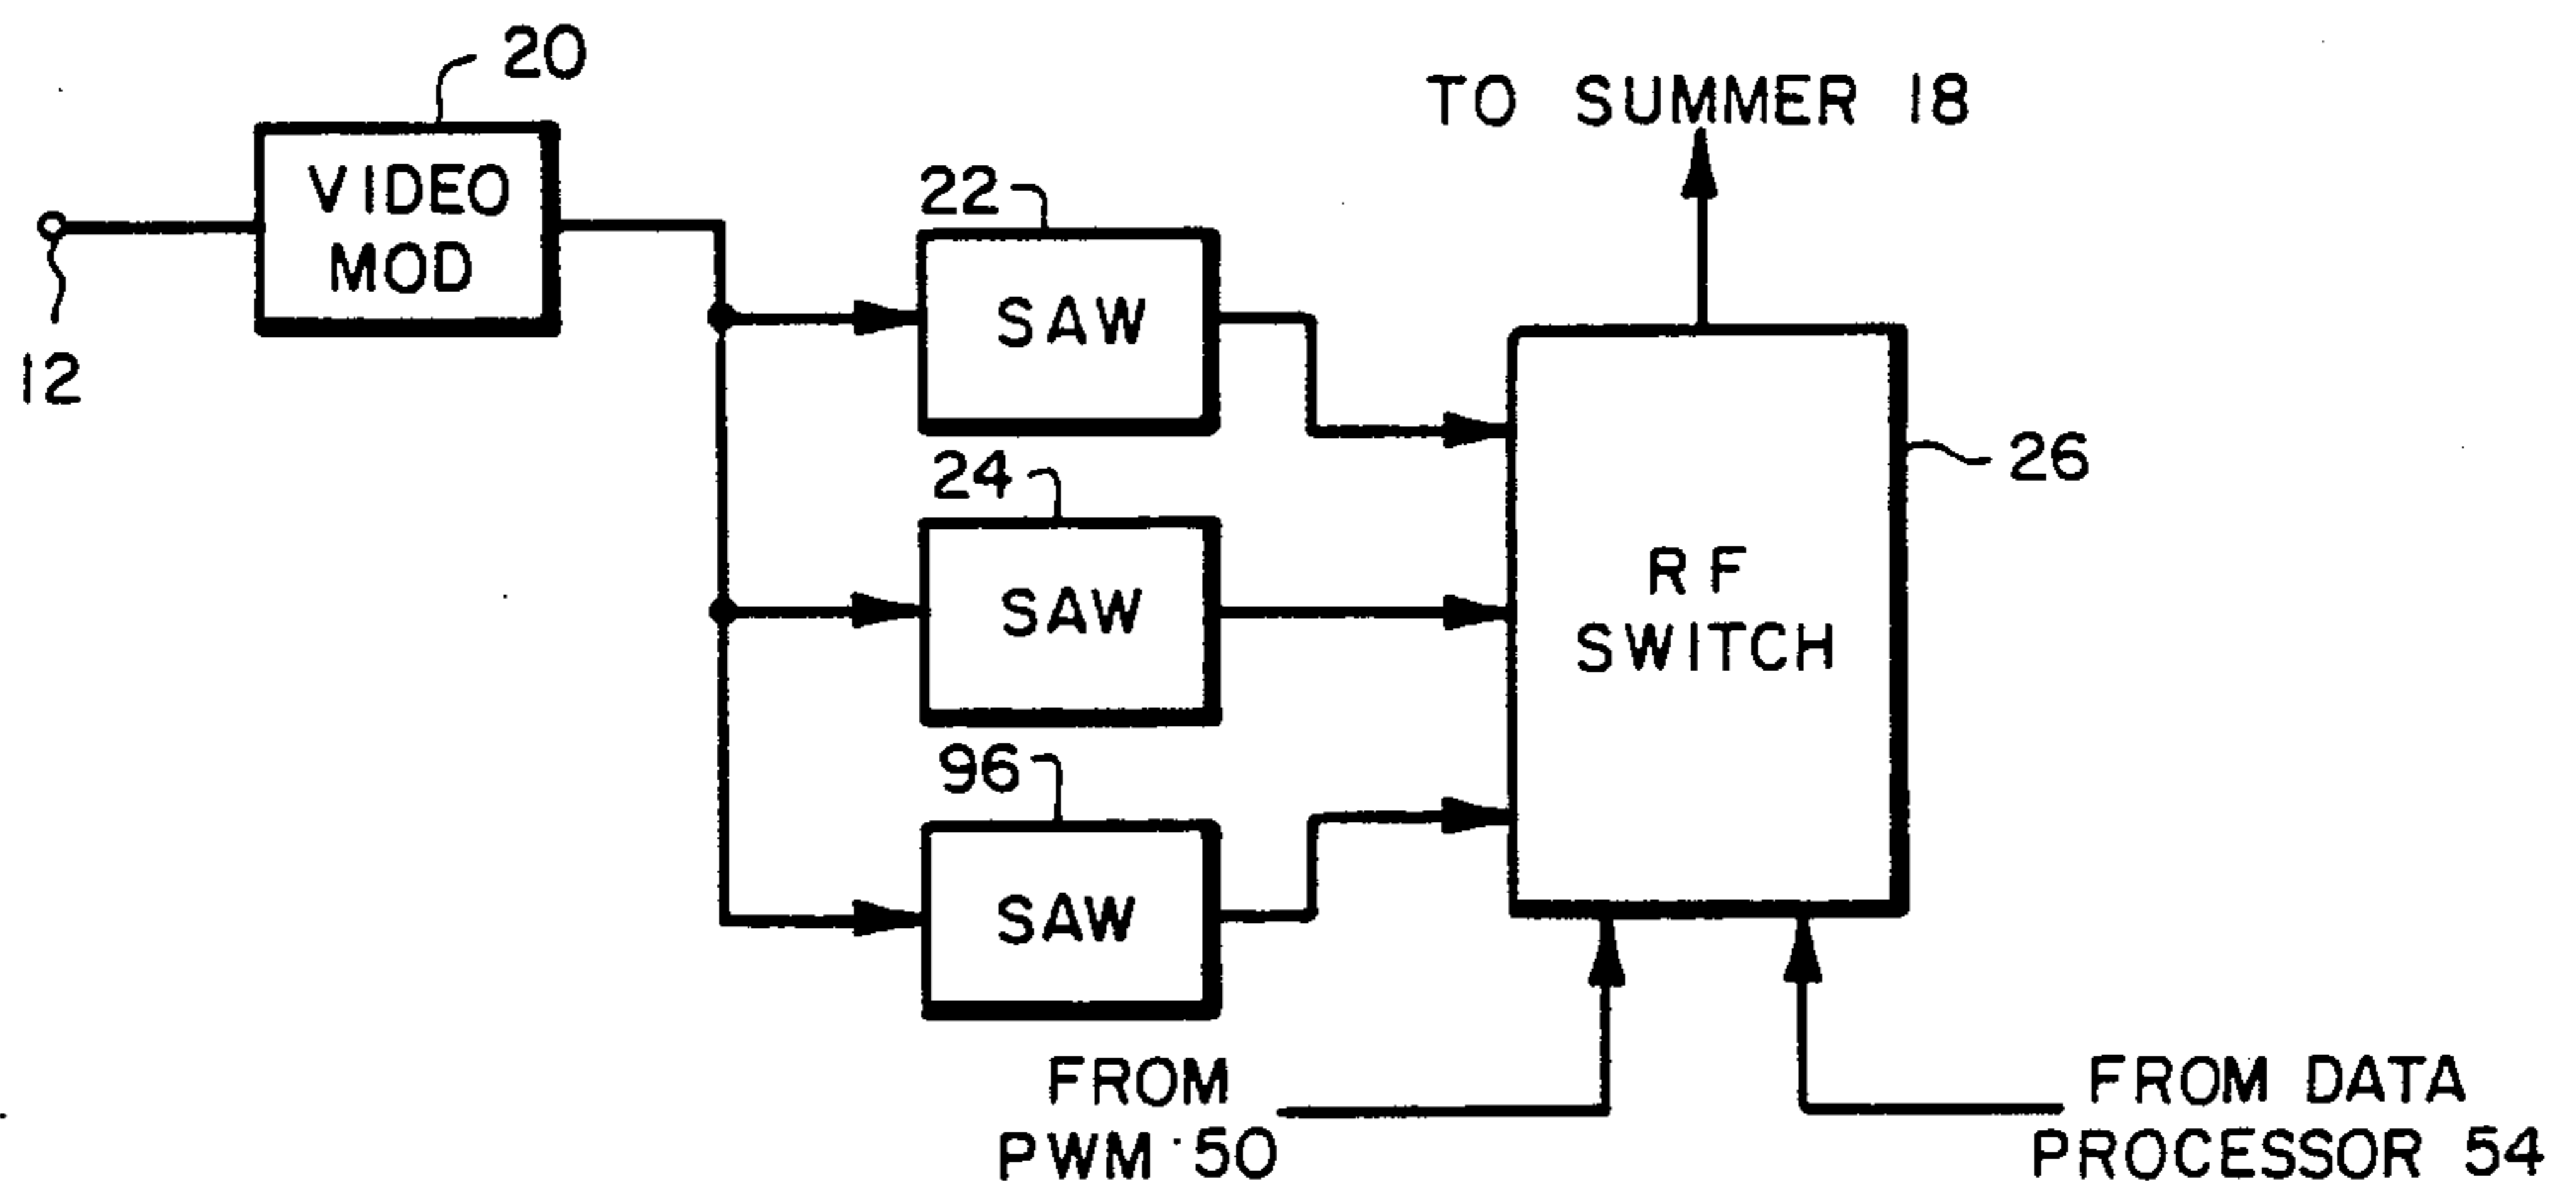 20
VIDEO
MOD
12
TO SUMMER 18
22
SAW
26
24
SAW
RF
SWITCH
96
SAW
FROM
PWM 50
FROM DATA
PROCESSOR 54